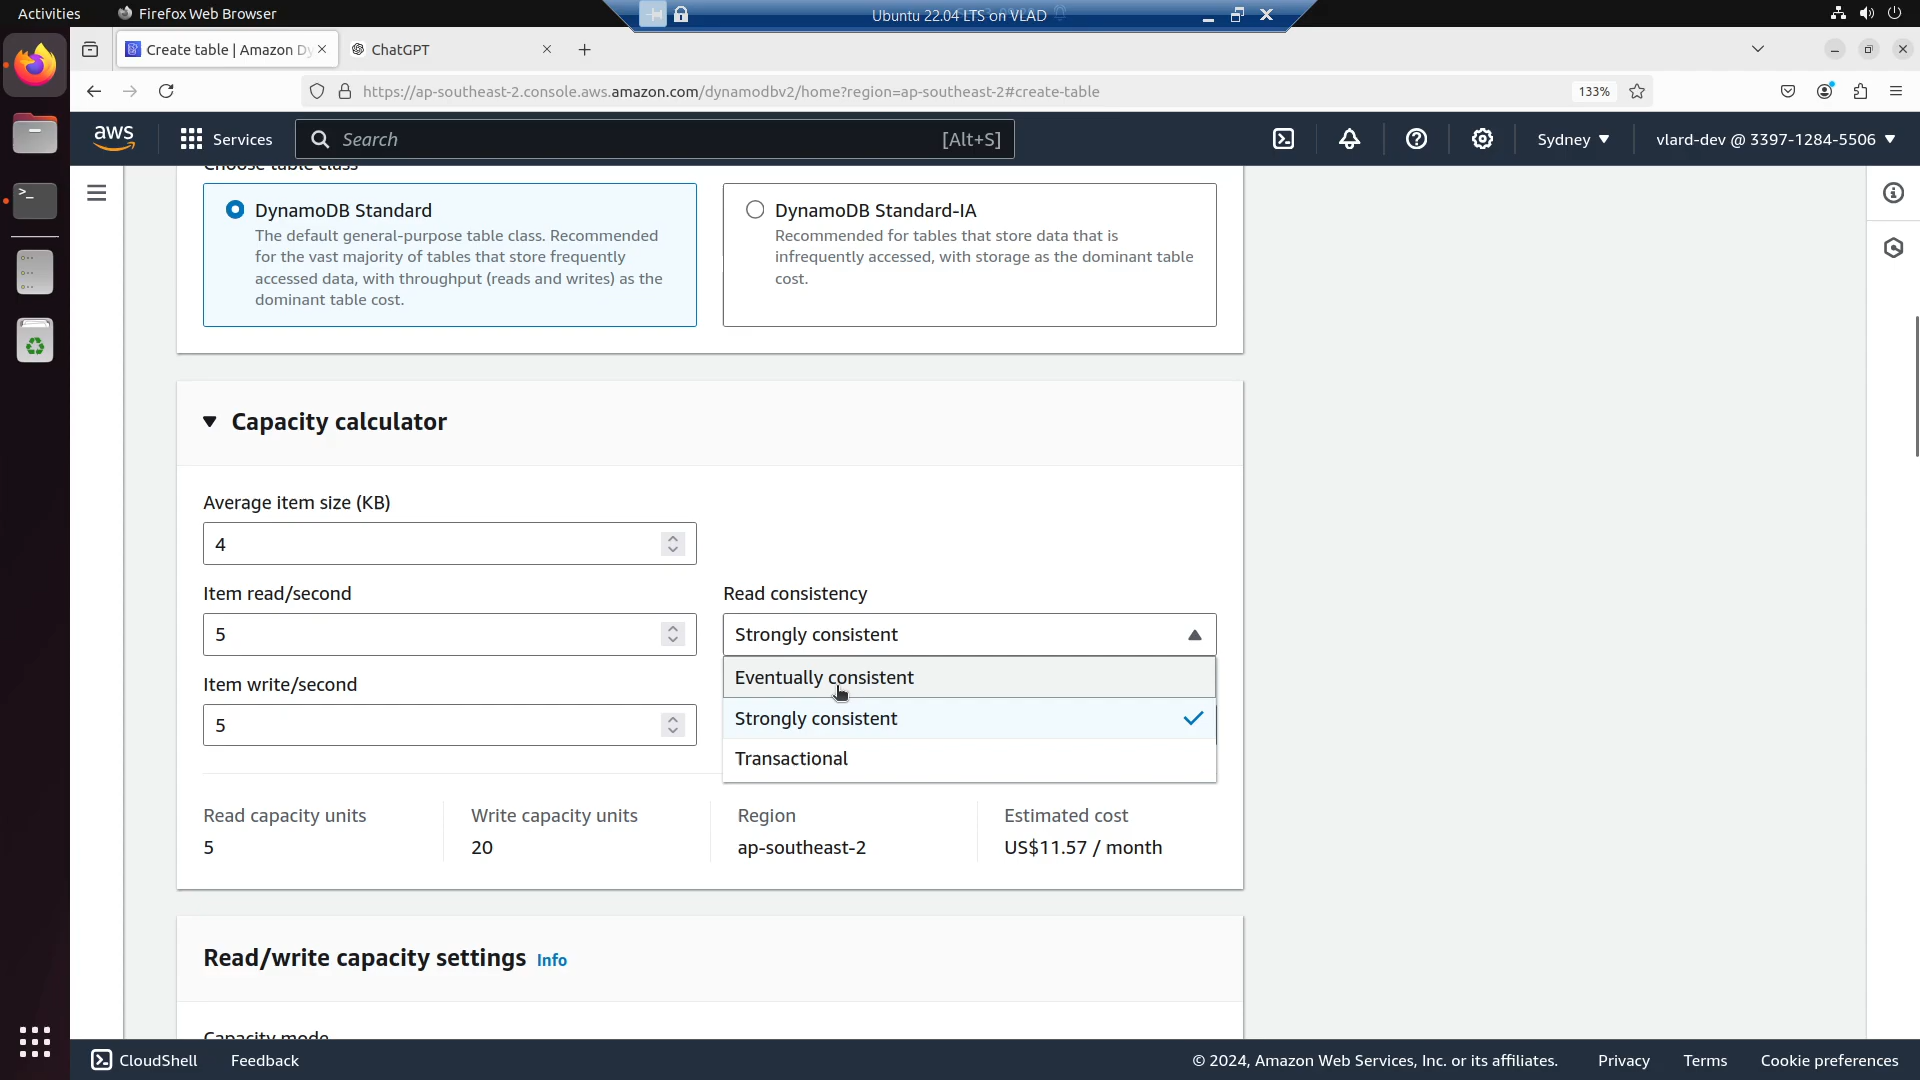 Activities
Firefox Web Browser
Ubuntu 22.04 LTS on VLAD
Create table | Amazon Dy
ChatGPT
https://ap-southeast-2.console.aws.amazon.com/dynamodbv2/home?region=ap-southeast-2#create-table
133%
aws
Services
Search
[Alt+S]
Sydney
vlard-dev @ 3397-1284-5506
Choose table class
DynamoDB Standard
The default general-purpose table class. Recommended
for the vast majority of tables that store frequently
accessed data, with throughput (reads and writes) as the
dominant table cost.
DynamoDB Standard-IA
Recommended for tables that store data that is
infrequently accessed, with storage as the dominant table
cost.
Capacity calculator
Average item size (KB)
4
Item read/second
5
Read consistency
Strongly consistent
Eventually consistent
Strongly consistent
Transactional
Item write/second
5
Read capacity units
5
Write capacity units
20
Region
ap-southeast-2
Estimated cost
US$11.57 / month
Read/write capacity settings
Info
Capacity mode
CloudShell
Feedback
© 2024, Amazon Web Services, Inc. or its affiliates.
Privacy
Terms
Cookie preferences